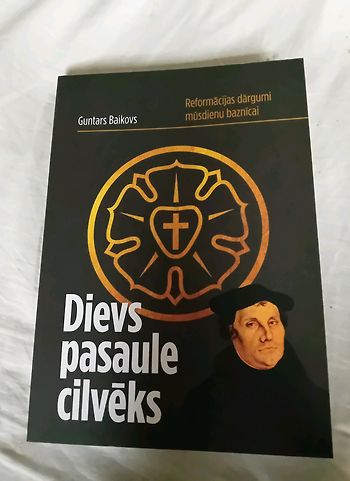 Guntars Baikovs
Reformācijas dārgumi
mūsdienu baznīcai
Dievs
pasaule
cilvēks